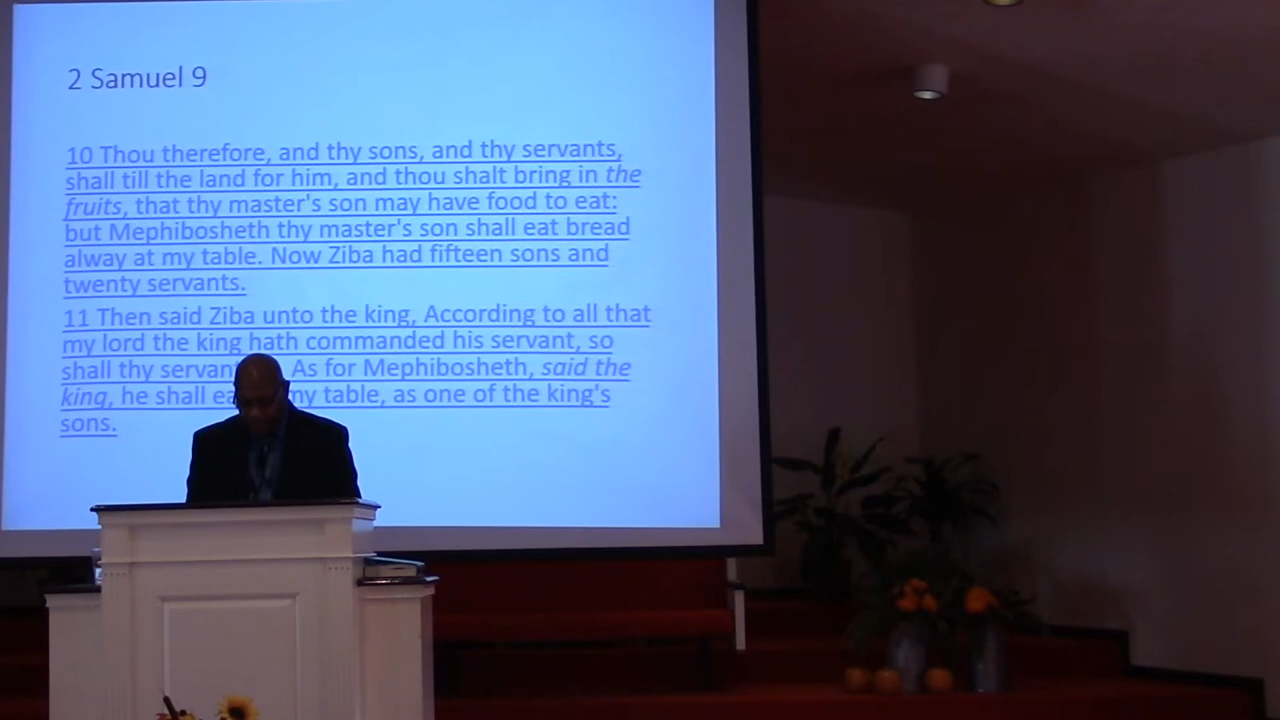 2 Samuel 9
10 Thou therefore, and thy sons, and thy servants,
shall till the land for him, and thou shalt bring in the
fruits, that thy master's son may have food to eat:
but Mephibosheth thy master's son shall eat bread
alway at my table. Now Ziba had fifteen sons and
twenty servants.
11 Then said Ziba unto the king, According to all that
my lord the king hath commanded his servant, so
shall thy servant As for Mephibosheth, said the
king, he shall my table, as one of the king's
sons.